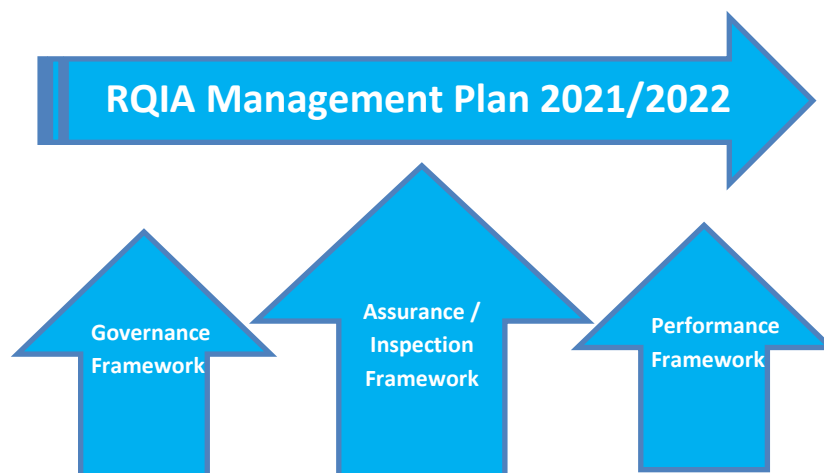 RQIA Management Plan 2021/2022
Governance
Framework
Assurance /
Inspection
Framework
Performance
Framework